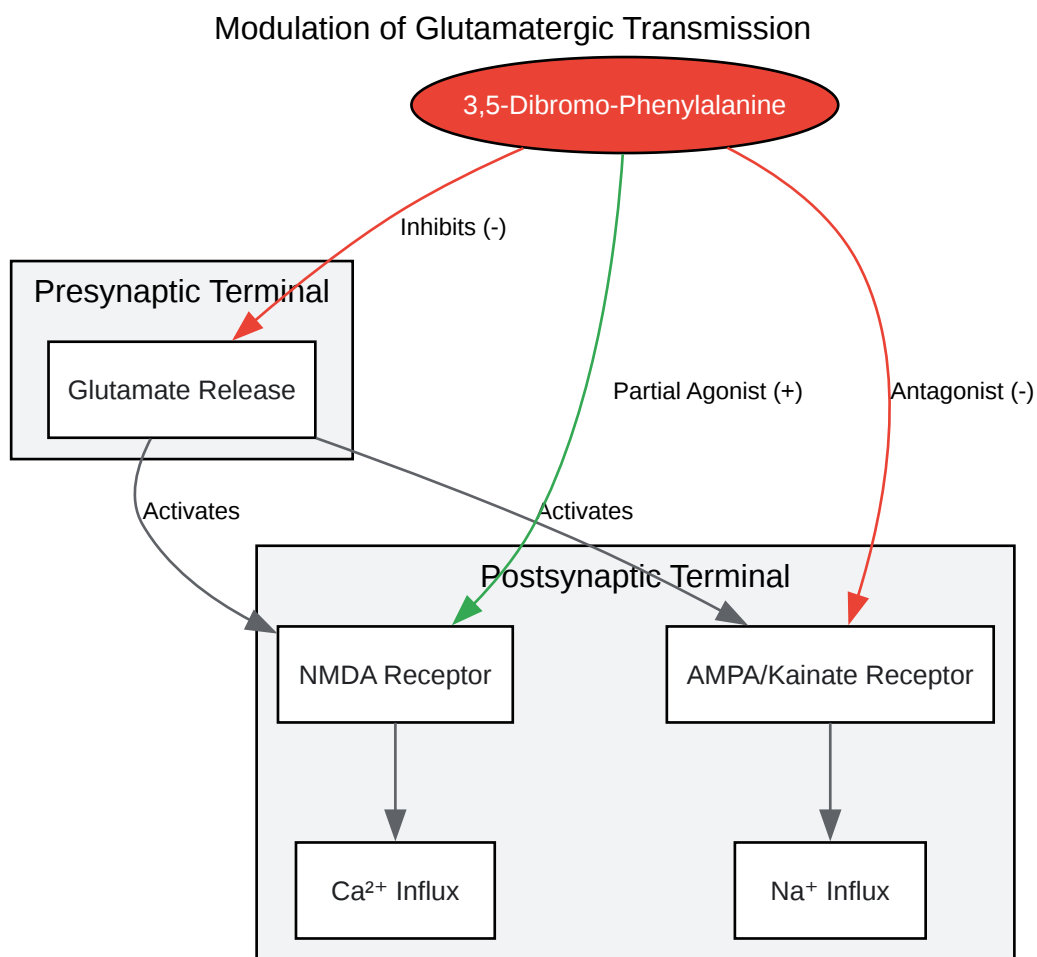 Modulation of Glutamatergic Transmission
3,5-Dibromo-Phenylalanine
Inhibits (-)
Presynaptic Terminal
Glutamate Release
Partial Agonist (+)
Antagonist (-)
Activates
Activates
Postsynaptic Terminal
NMDA Receptor
AMPA/Kainate Receptor
Ca²⁺ Influx
Na⁺ Influx